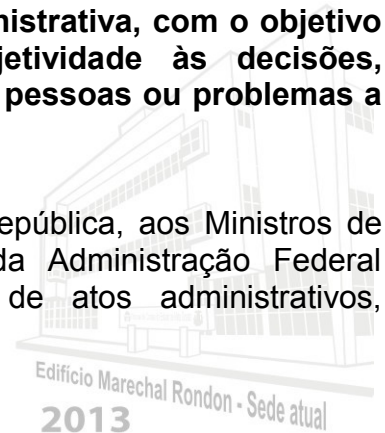 nistrativa, com o objetivo
jetividade às decisões,
pessoas ou problemas a
epública, aos Ministros de
da Administração Federal
de atos administrativos,
Edifício Marechal Rondon - Sede atual
2013